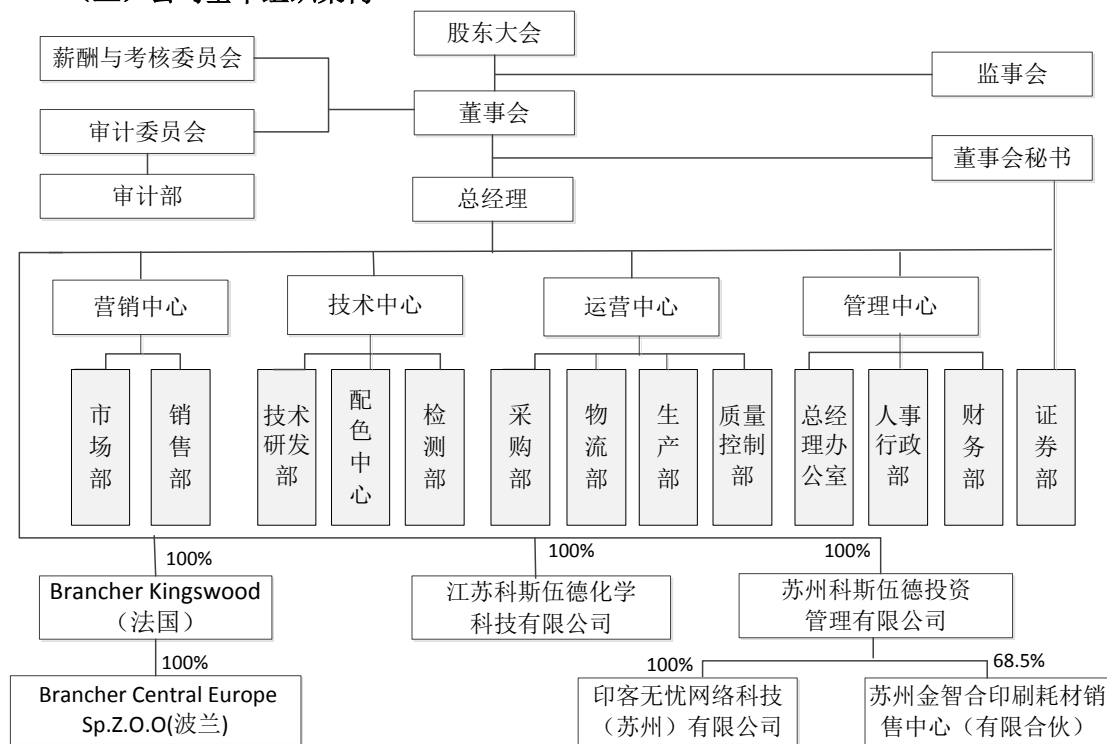 股东大会
薪酬与考核委员会
监事会
董事会
审计委员会
董事会秘书
审计部
总经理
营销中心
技术中心
运营中心
管理中心
市
场
部
销
售
部
技术
研发
部
配
色
中
心
检
测
部
采
购
部
物
流
部
生
产
部
质量
控制
部
总经
理办
公室
人事
行政
部
财
务
部
证
券
部
100%
100%
100%
Brancher Kingswood
（法国）
江苏科斯伍德化学
科技有限公司
苏州科斯伍德投资
管理有限公司
100%
100%
68.5%
Brancher Central Europe
Sp.Z.O.O(波兰)
印客无忧网络科技
（苏州）有限公司
苏州金智合印刷耗材销
售中心（有限合伙）